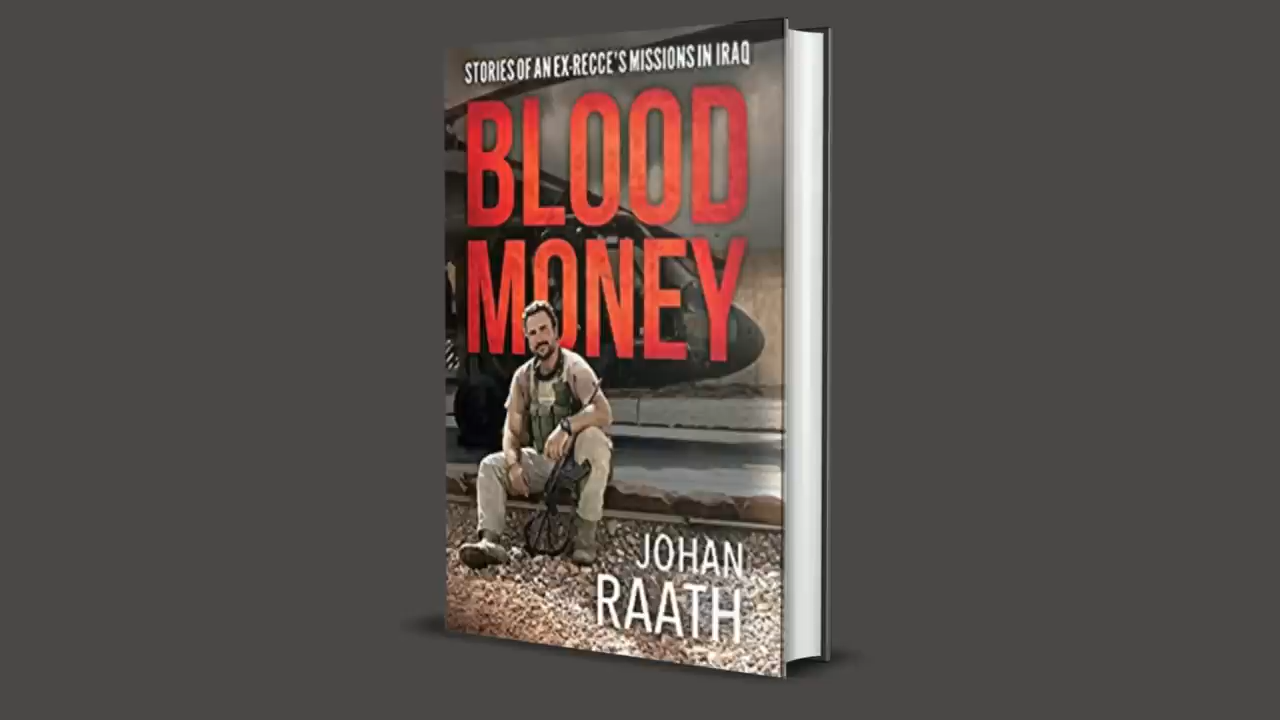 STORIES OF AN EX-RECCE'S MISSIONS IN IRAQ
BLOOD
MONEY
JOHAN
RAATH